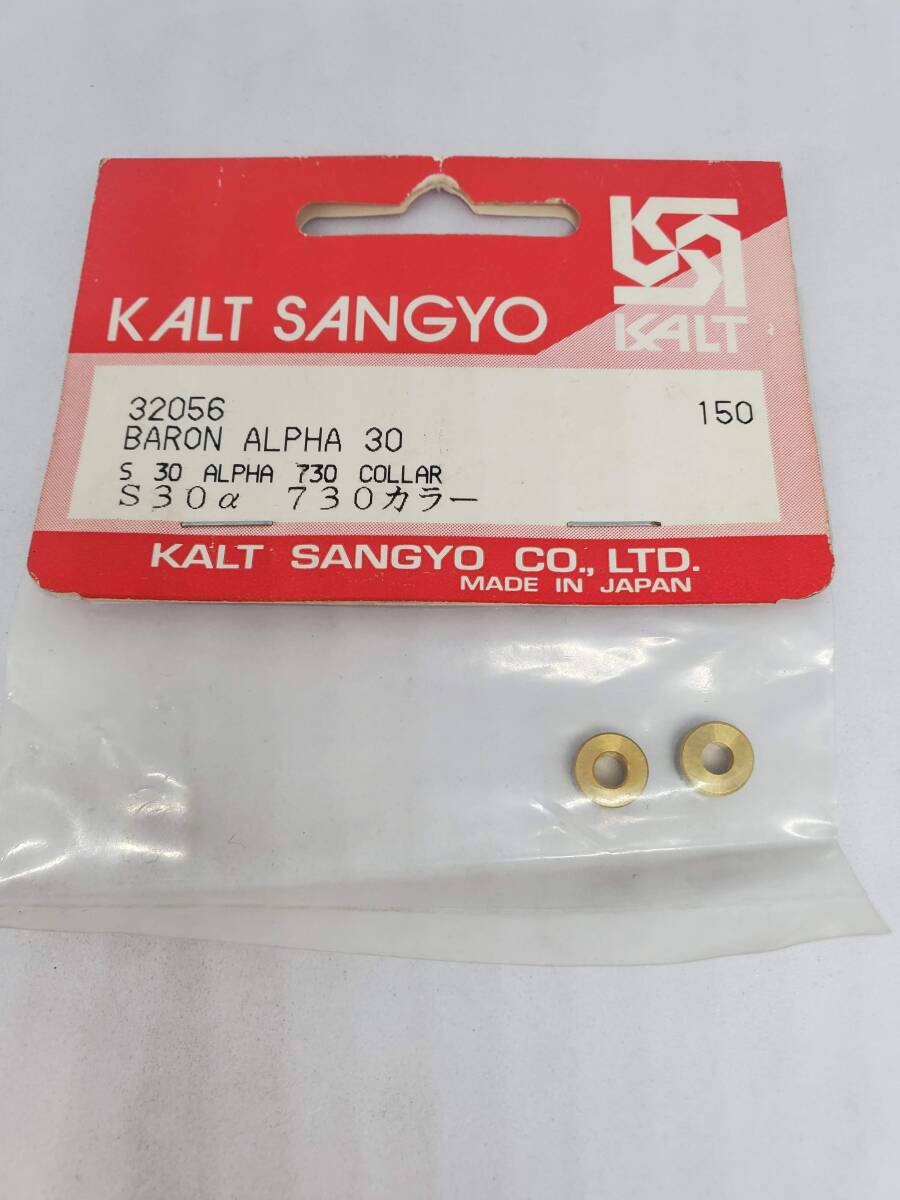 KALT SANGYO
KALT
32056
150
BARON ALPHA 30
S 30 ALPHA 730 COLLAR
S30α 730カラー
KALT SANGYO CO., LTD.
MADE IN JAPAN